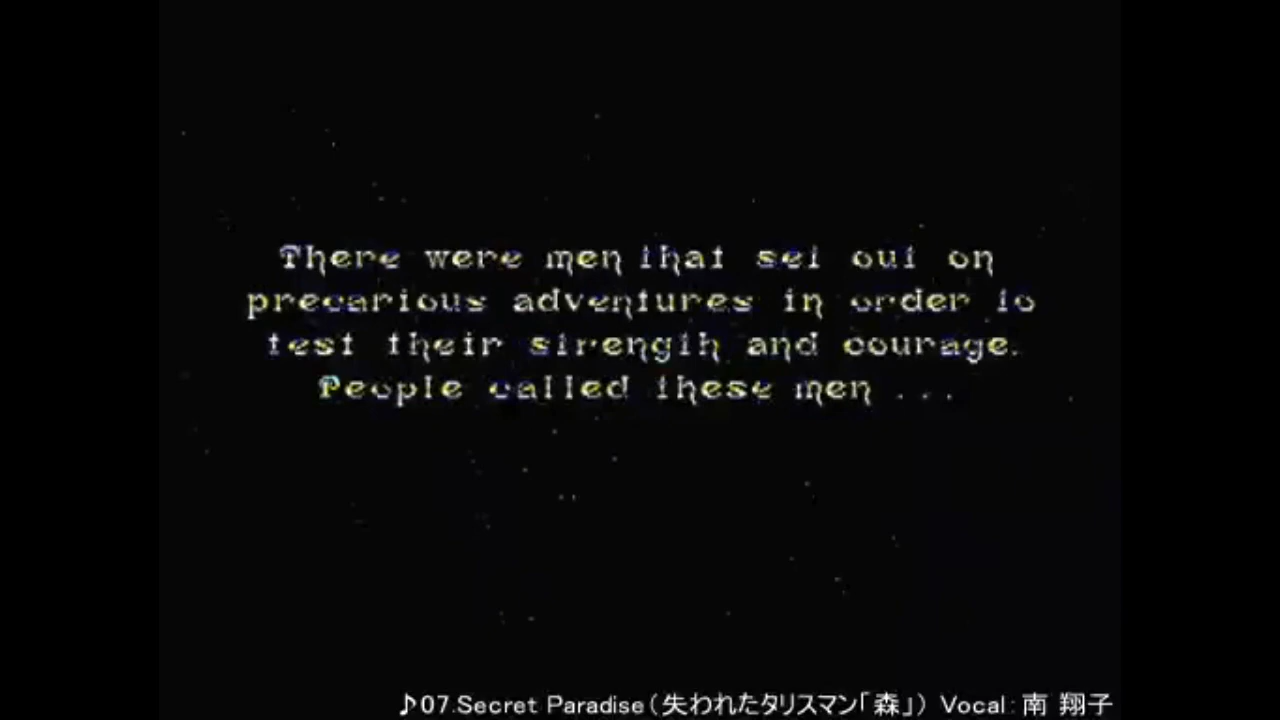 There were men that set out on
precarious adventures in order to
test their strength and courage.
People called these men ...
♪07.Secret Paradise（失われたタリスマン「森」） Vocal：南 翔子